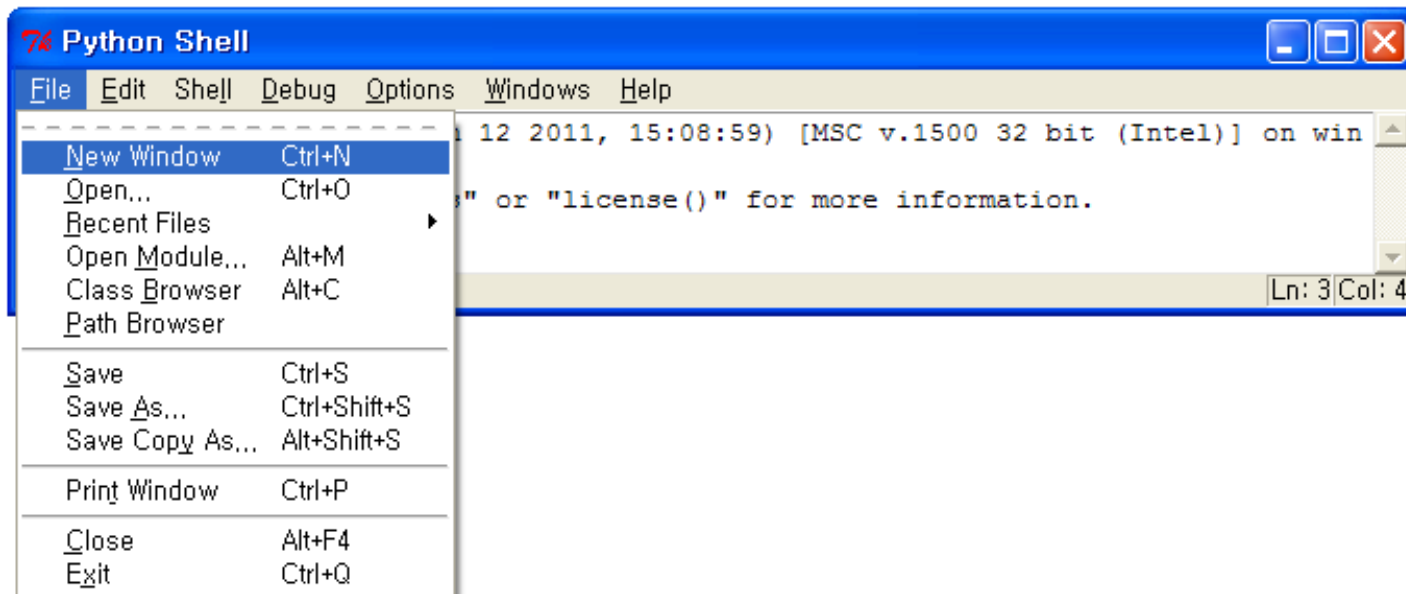 Python Shell
File Edit Shell Debug Options Windows Help
12 2011, 15:08:59) [MSC v.1500 32 bit (Intel)] on win
New Window Ctrl+N
Open... Ctrl+O
" or "license()" for more information.
Recent Files
Open Module... Alt+M
Class Browser Alt+C
Ln: 3 Col: 4
Path Browser
Save Ctrl+S
Save As... Ctrl+Shift+S
Save Copy As... Alt+Shift+S
Print Window Ctrl+P
Close Alt+F4
Exit Ctrl+Q